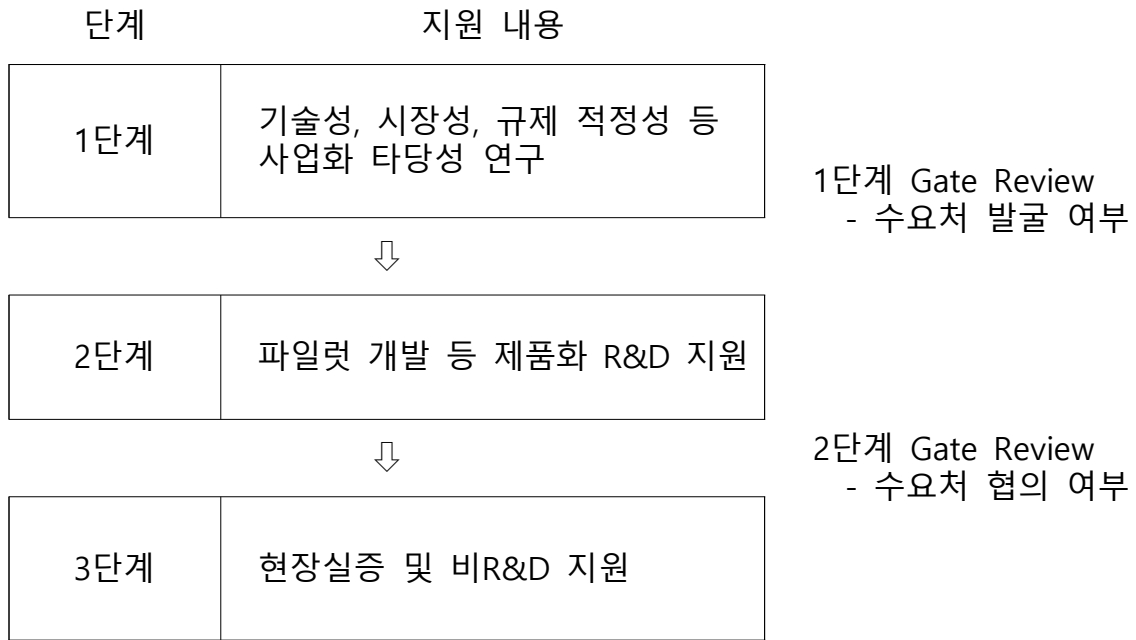 단계 지원 내용
1단계
기술성, 시장성, 규제 적정성 등
사업화 타당성 연구
1단계 Gate Review
- 수요처 발굴 여부
⇩
2단계
파일럿 개발 등 제품화 R&D 지원
⇩
2단계 Gate Review
- 수요처 협의 여부
3단계
현장실증 및 비R&D 지원